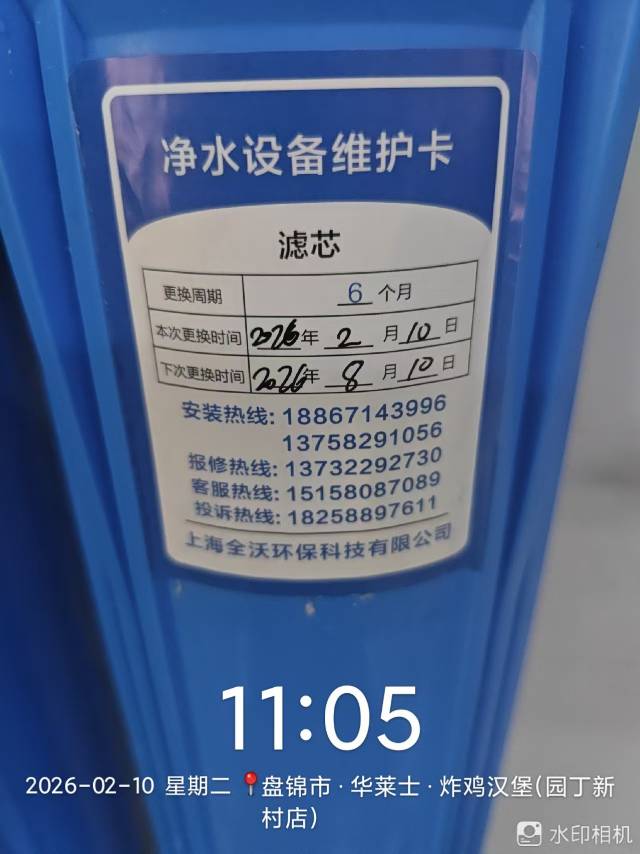 净水设备维护卡
滤芯
更换周期 6 个月
本次更换时间 2026年 2 月 10 日
下次更换时间 2026年 8 月 10 日
安装热线: 18867143996
13758291056
报修热线: 13732292730
客服热线: 15158087089
投诉热线: 18258897611
上海全沃环保科技有限公司
11:05
2026-02-10 星期二 盘锦市·华莱士·炸鸡汉堡(园丁新
村店)
水印相机